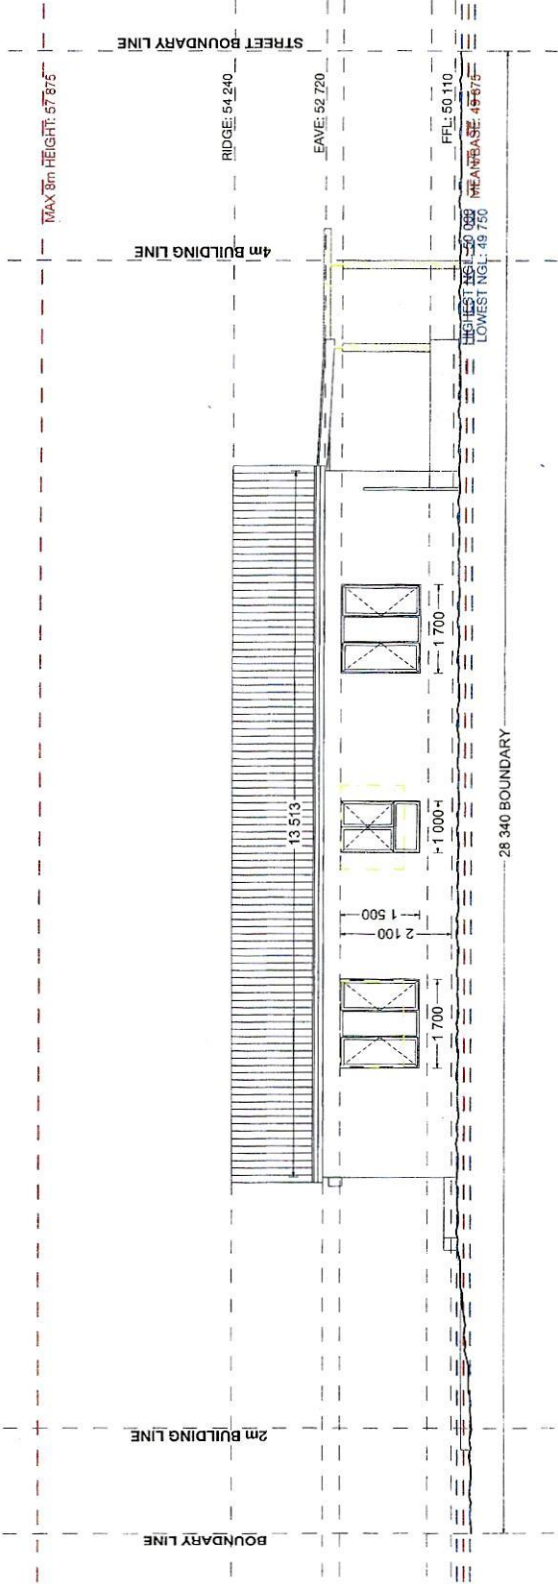 STREET BOUNDARY LINE
4m BUILDING LINE
2m BUILDING LINE
BOUNDARY LINE
MAX 8m HEIGHT: 57 875
RIDGE: 54 240
EAVE: 52 720
FFL: 50 110
HIGHEST NGL: 50 000
MEAN/BASE: 49 875
LOWEST NGL: 49 750
13 513
1 700
1 000
1 700
1 500
2 100
28 340 BOUNDARY